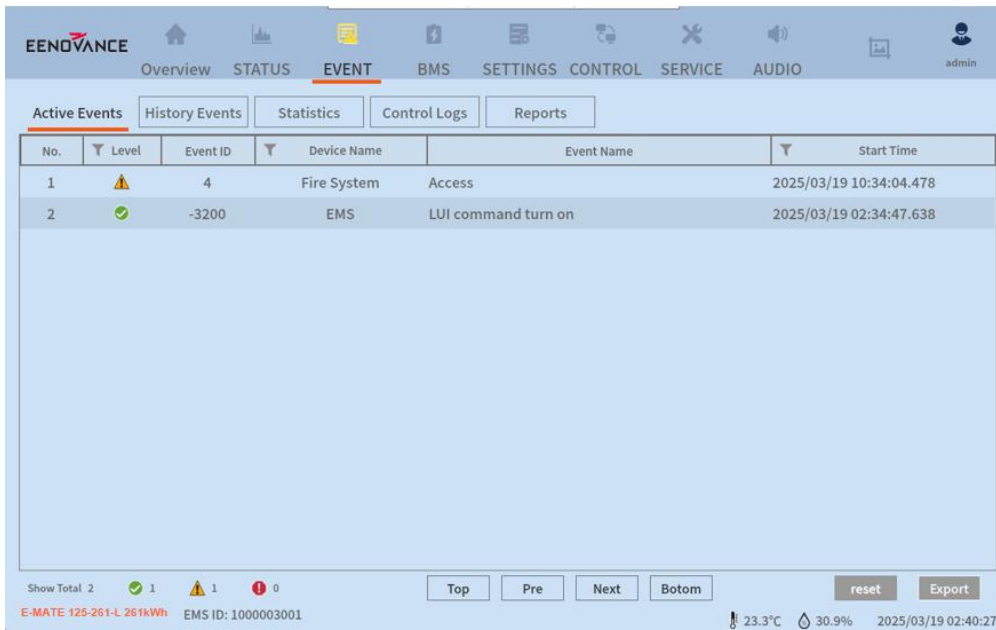 EENOVANCE
Overview STATUS EVENT BMS SETTINGS CONTROL SERVICE AUDIO admin
Active Events History Events Statistics Control Logs Reports
No. Level Event ID Device Name Event Name Start Time
1 4 Fire System Access 2025/03/19 10:34:04.478
2 -3200 EMS LUI command turn on 2025/03/19 02:34:47.638
Show Total 2 1 1 0 Top Pre Next Botom reset Export
E-MATE 125-261-L 261kWh EMS ID: 1000003001 23.3°C 30.9% 2025/03/19 02:40:27